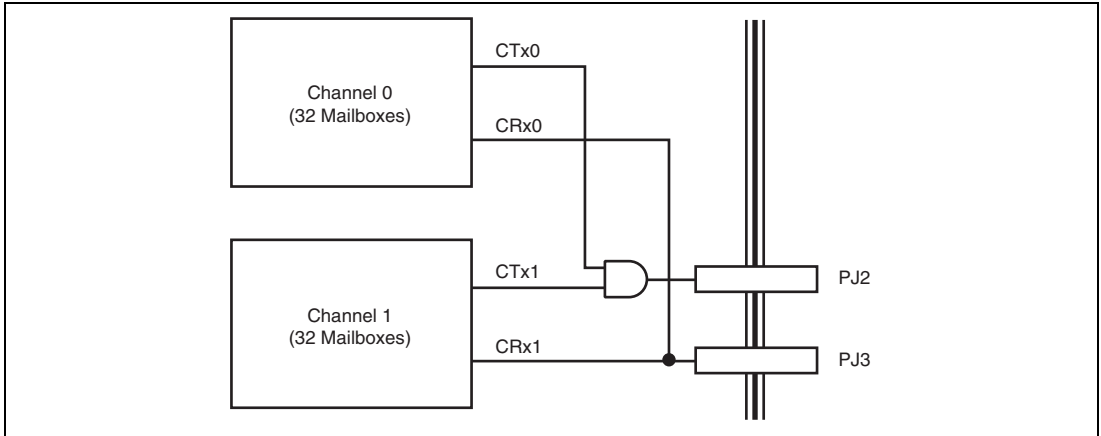 Channel 0
(32 Mailboxes)
CTx0
CRx0
Channel 1
(32 Mailboxes)
CTx1
CRx1
PJ2
PJ3